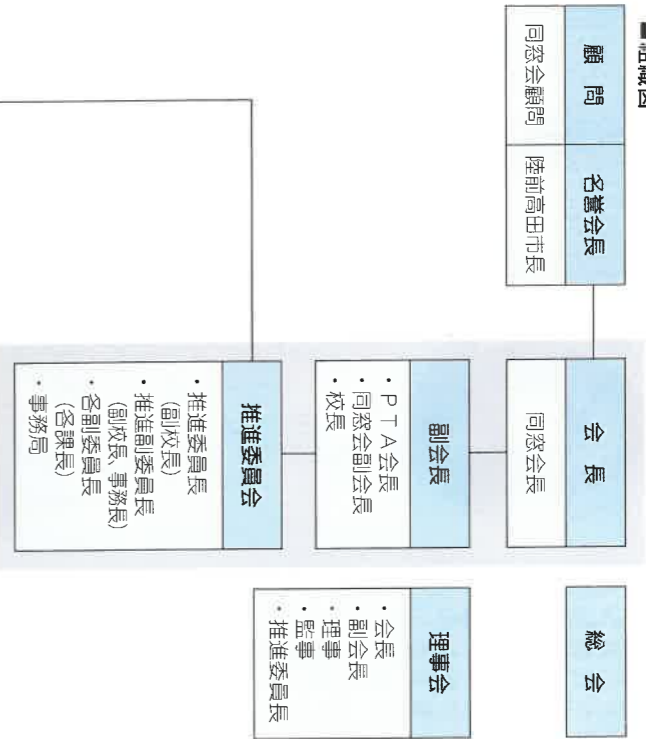 ■組織図
顧 問
同窓会顧問
名誉会長
陸前高田市長
会 長
同窓会長
総 会
副会長
・ＰＴＡ会長
・同窓会副会長
・校長
理事会
・会長
・副会長
・理事
・監事
・推進委員長
推進委員会
・推進委員長
（副校長）
・推進副委員長
（副校長、事務長）
・各副委員長
（各課長）
・事務局